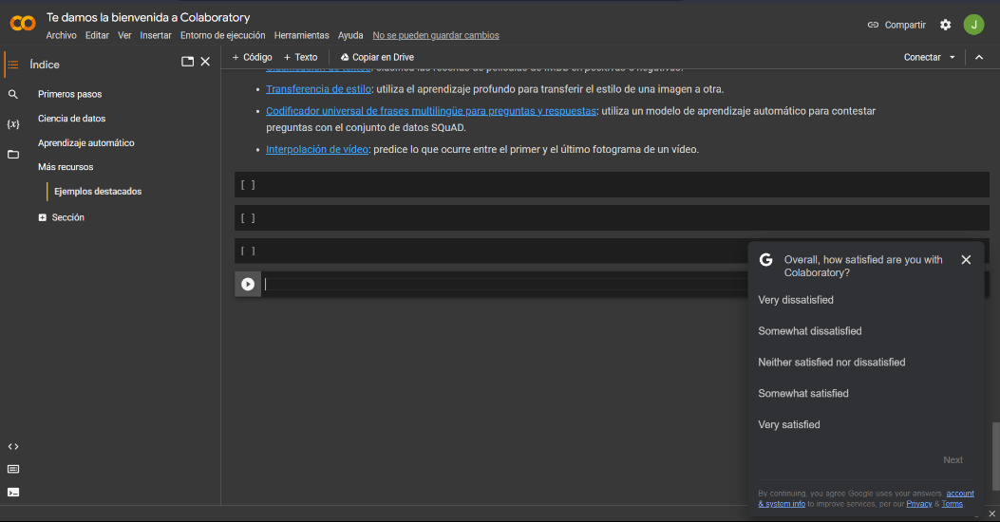 Te damos la bienvenida a Colaboratory
Archivo Editar Ver Insertar Entorno de ejecución Herramientas Ayuda No se pueden guardar cambios
Compartir
J
Índice
Primeros pasos
Ciencia de datos
Aprendizaje automático
Más recursos
Ejemplos destacados
Sección
+ Código + Texto Copiar en Drive
Conectar
Clasificación de textos: clasifica las reseñas de películas de IMDb en positivas o negativas.
• Transferencia de estilo: utiliza el aprendizaje profundo para transferir el estilo de una imagen a otra.
• Codificador universal de frases multilingüe para preguntas y respuestas: utiliza un modelo de aprendizaje automático para contestar
preguntas con el conjunto de datos SQuAD.
• Interpolación de vídeo: predice lo que ocurre entre el primer y el último fotograma de un vídeo.
[ ]
[ ]
[ ]
G Overall, how satisfied are you with
Colaboratory?
Very dissatisfied
Somewhat dissatisfied
Neither satisfied nor dissatisfied
Somewhat satisfied
Very satisfied
Next
By continuing, you agree Google uses your answers, account
& system info to improve services, per our Privacy & Terms.